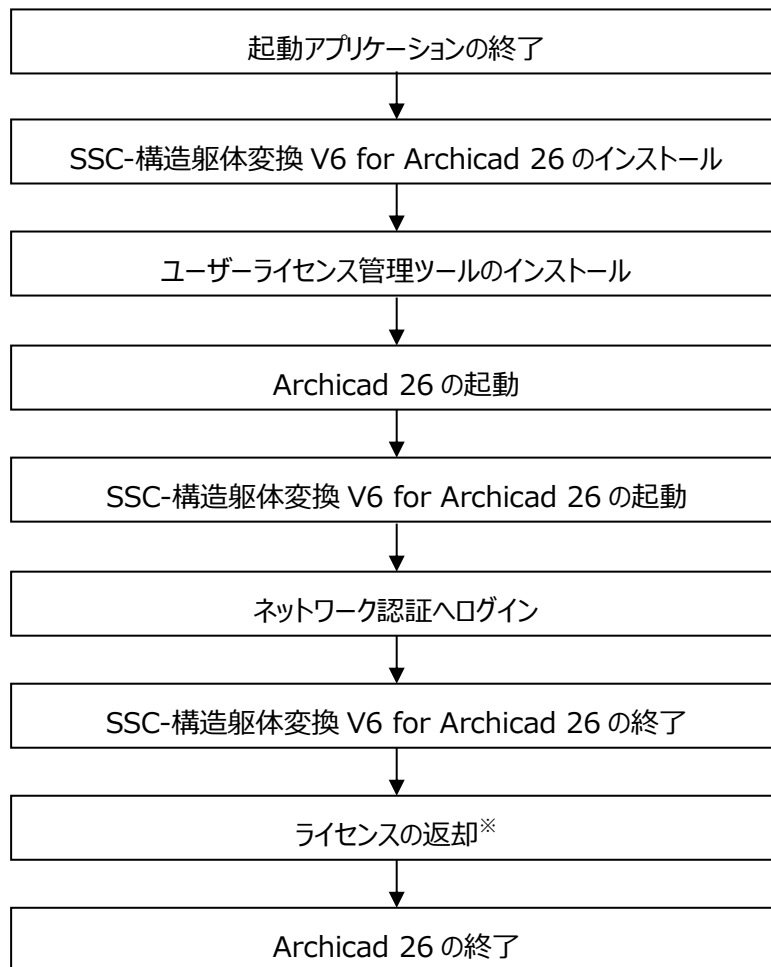 起動アプリケーションの終了
SSC-構造躯体変換 V6 for Archicad 26 のインストール
ユーザーライセンス管理ツールのインストール
Archicad 26 の起動
SSC-構造躯体変換 V6 for Archicad 26 の起動
ネットワーク認証へログイン
SSC-構造躯体変換 V6 for Archicad 26 の終了
ライセンスの返却※
Archicad 26 の終了